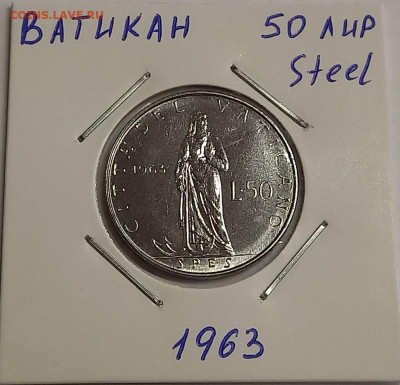 COINS.LAVE.RU
ВАТИКАН 50 лир
Steel
CITTA' DEL VATICANO
1963
L.50
SPES
1963